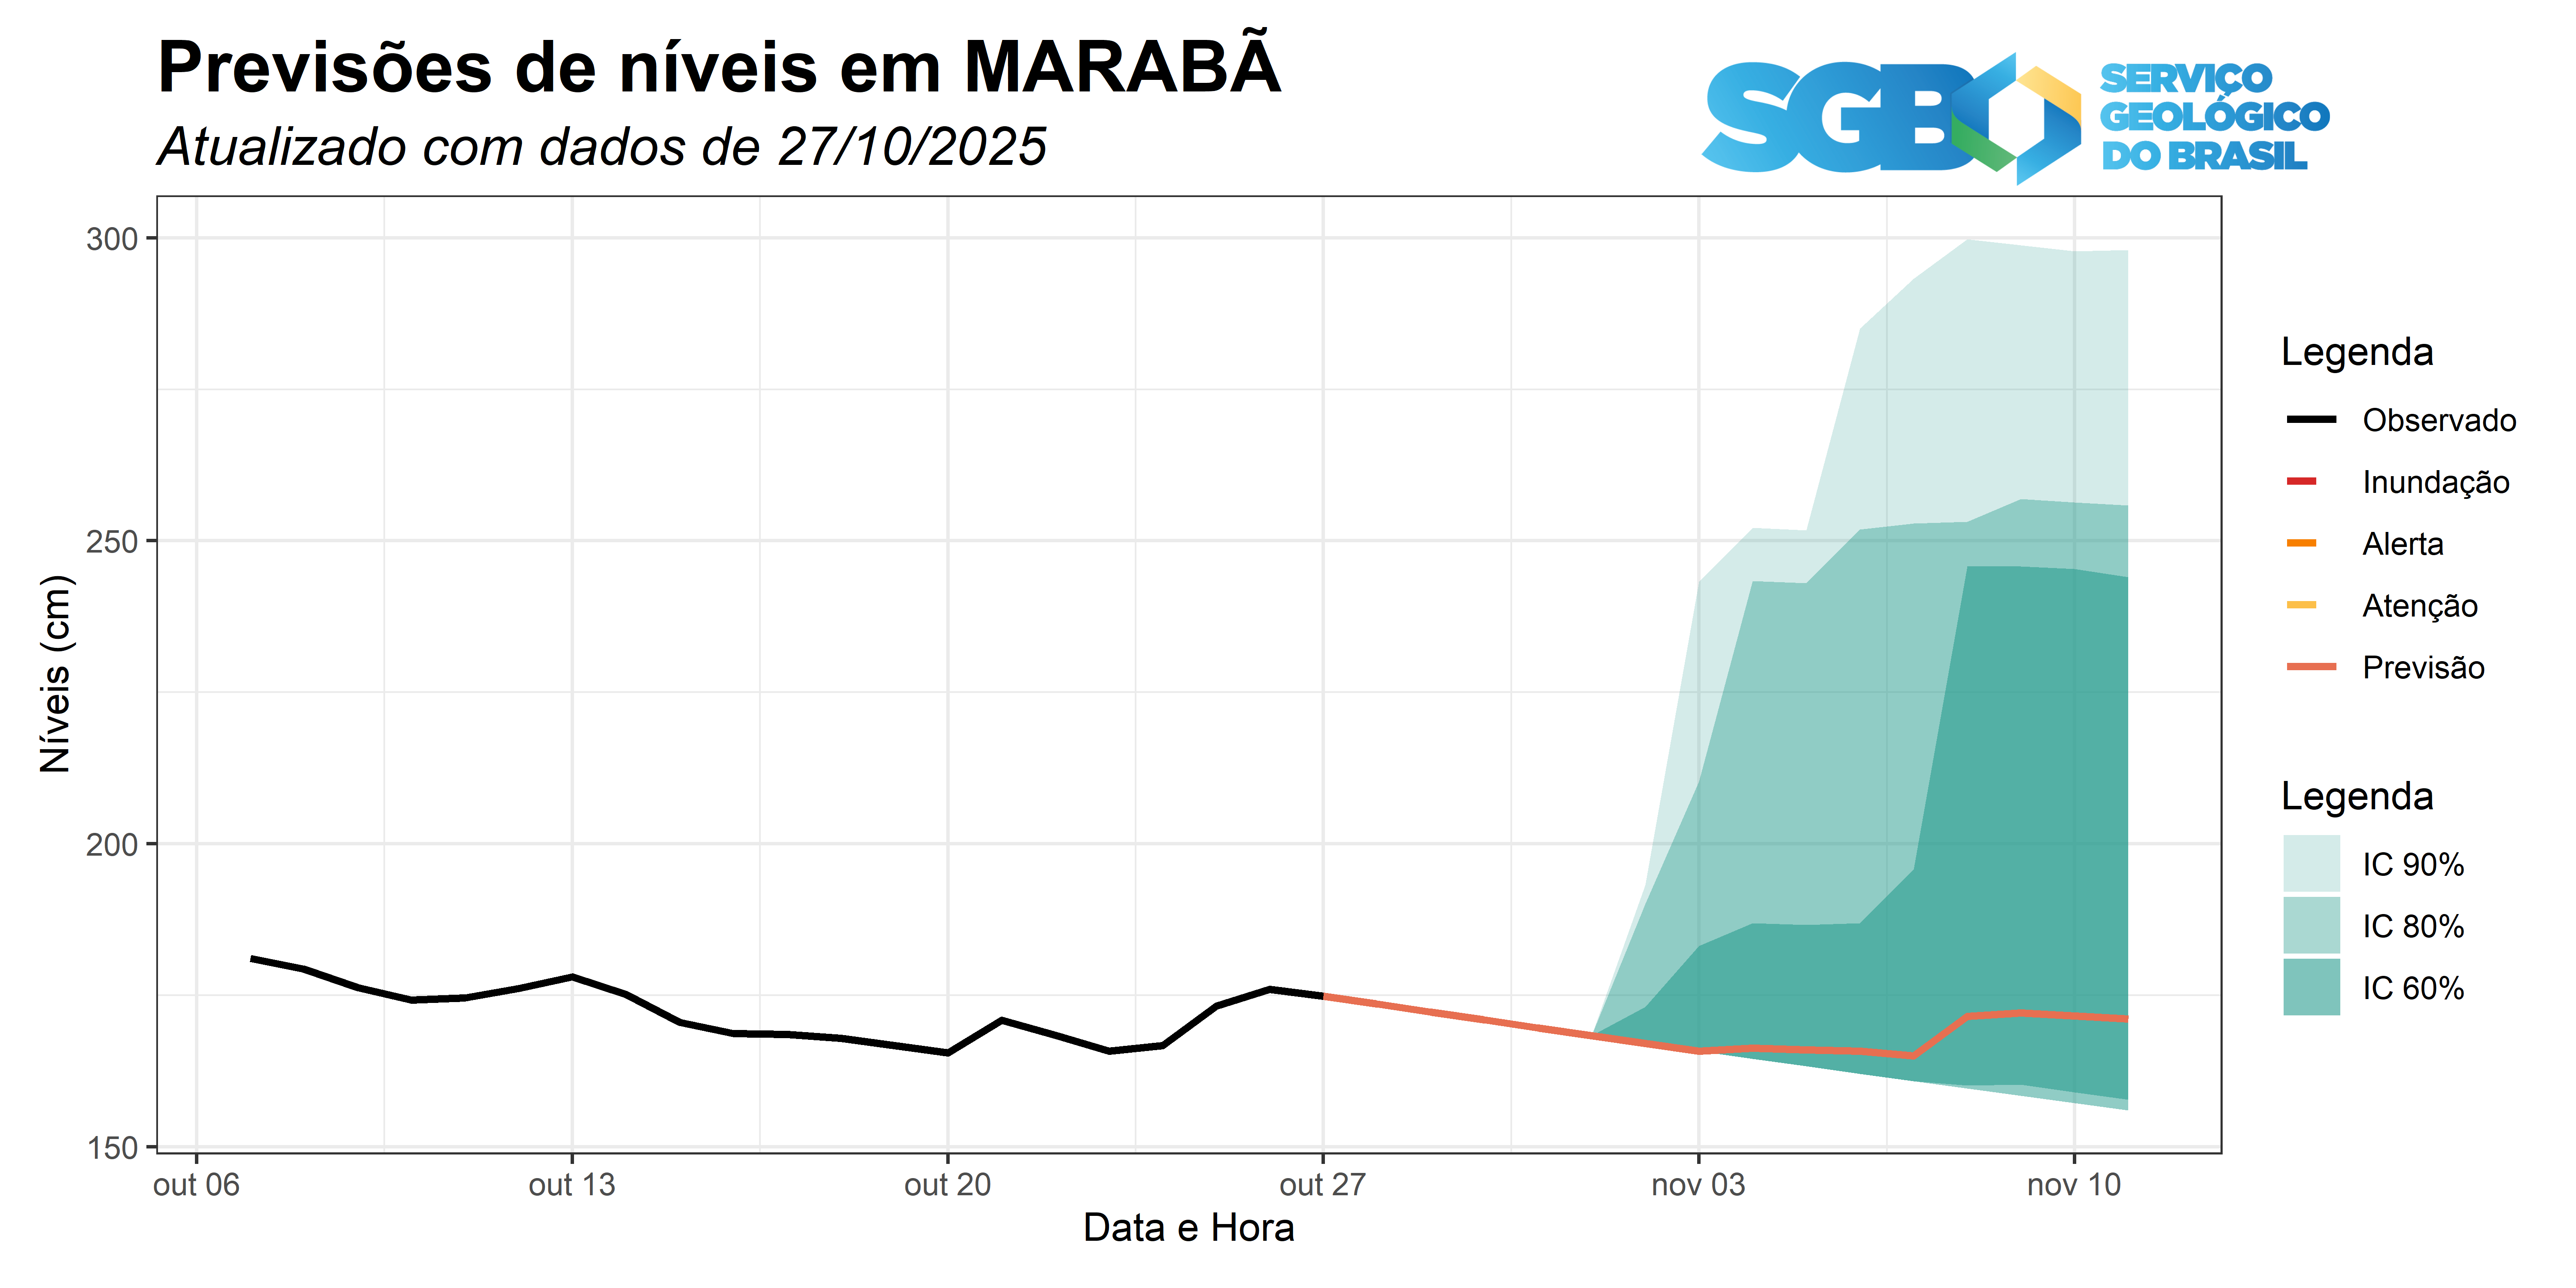 Previsões de níveis em MARABÃ
Atualizado com dados de 27/10/2025
SGB
SERVIÇO
GEOLÓGICO
DO BRASIL
Níveis (cm)
300
250
200
150
out 06
out 13
out 20
out 27
nov 03
nov 10
Data e Hora
Legenda
Observado
Inundação
Alerta
Atenção
Previsão
Legenda
IC 90%
IC 80%
IC 60%